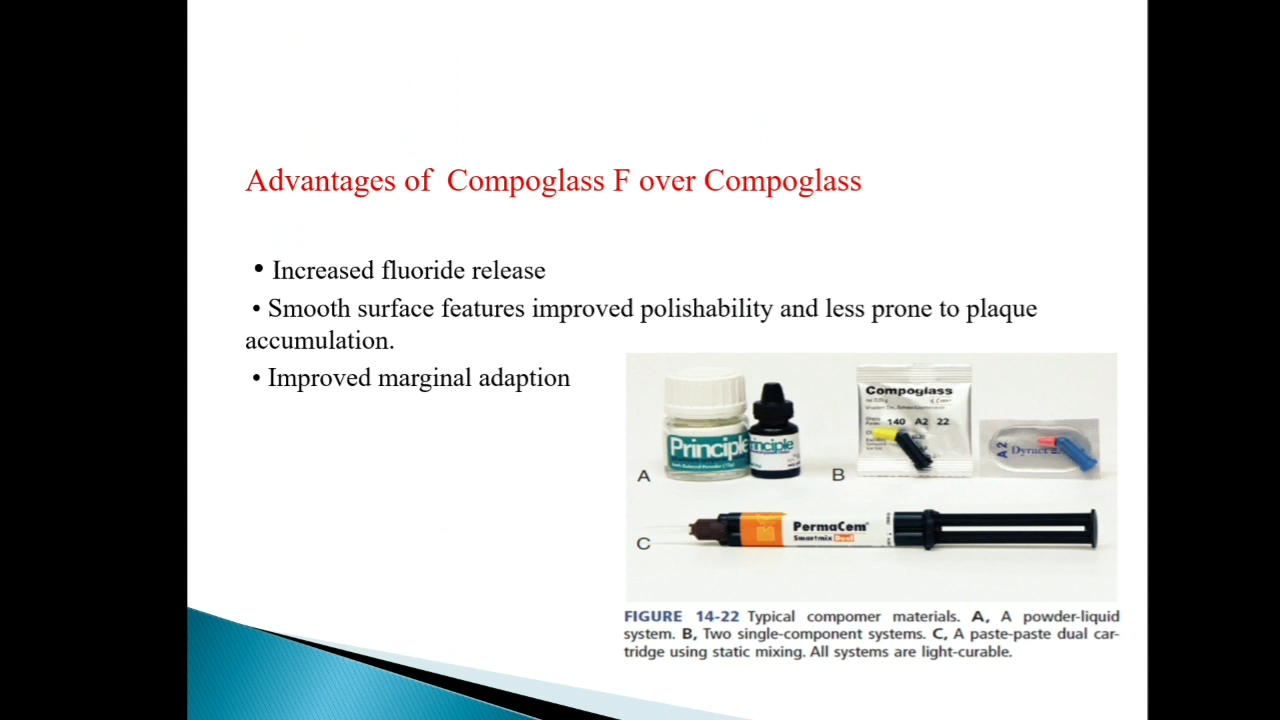 Advantages of Compoglass F over Compoglass
• Increased fluoride release
• Smooth surface features improved polishability and less prone to plaque
accumulation.
• Improved marginal adaption
Principle
Compoglass
140 A2 22
A2
Dyract
A
B
PermaCem
Smartmix Dual
C
FIGURE 14-22 Typical compomer materials. A, A powder-liquid
system. B, Two single-component systems. C, A paste-paste dual car-
tridge using static mixing. All systems are light-curable.